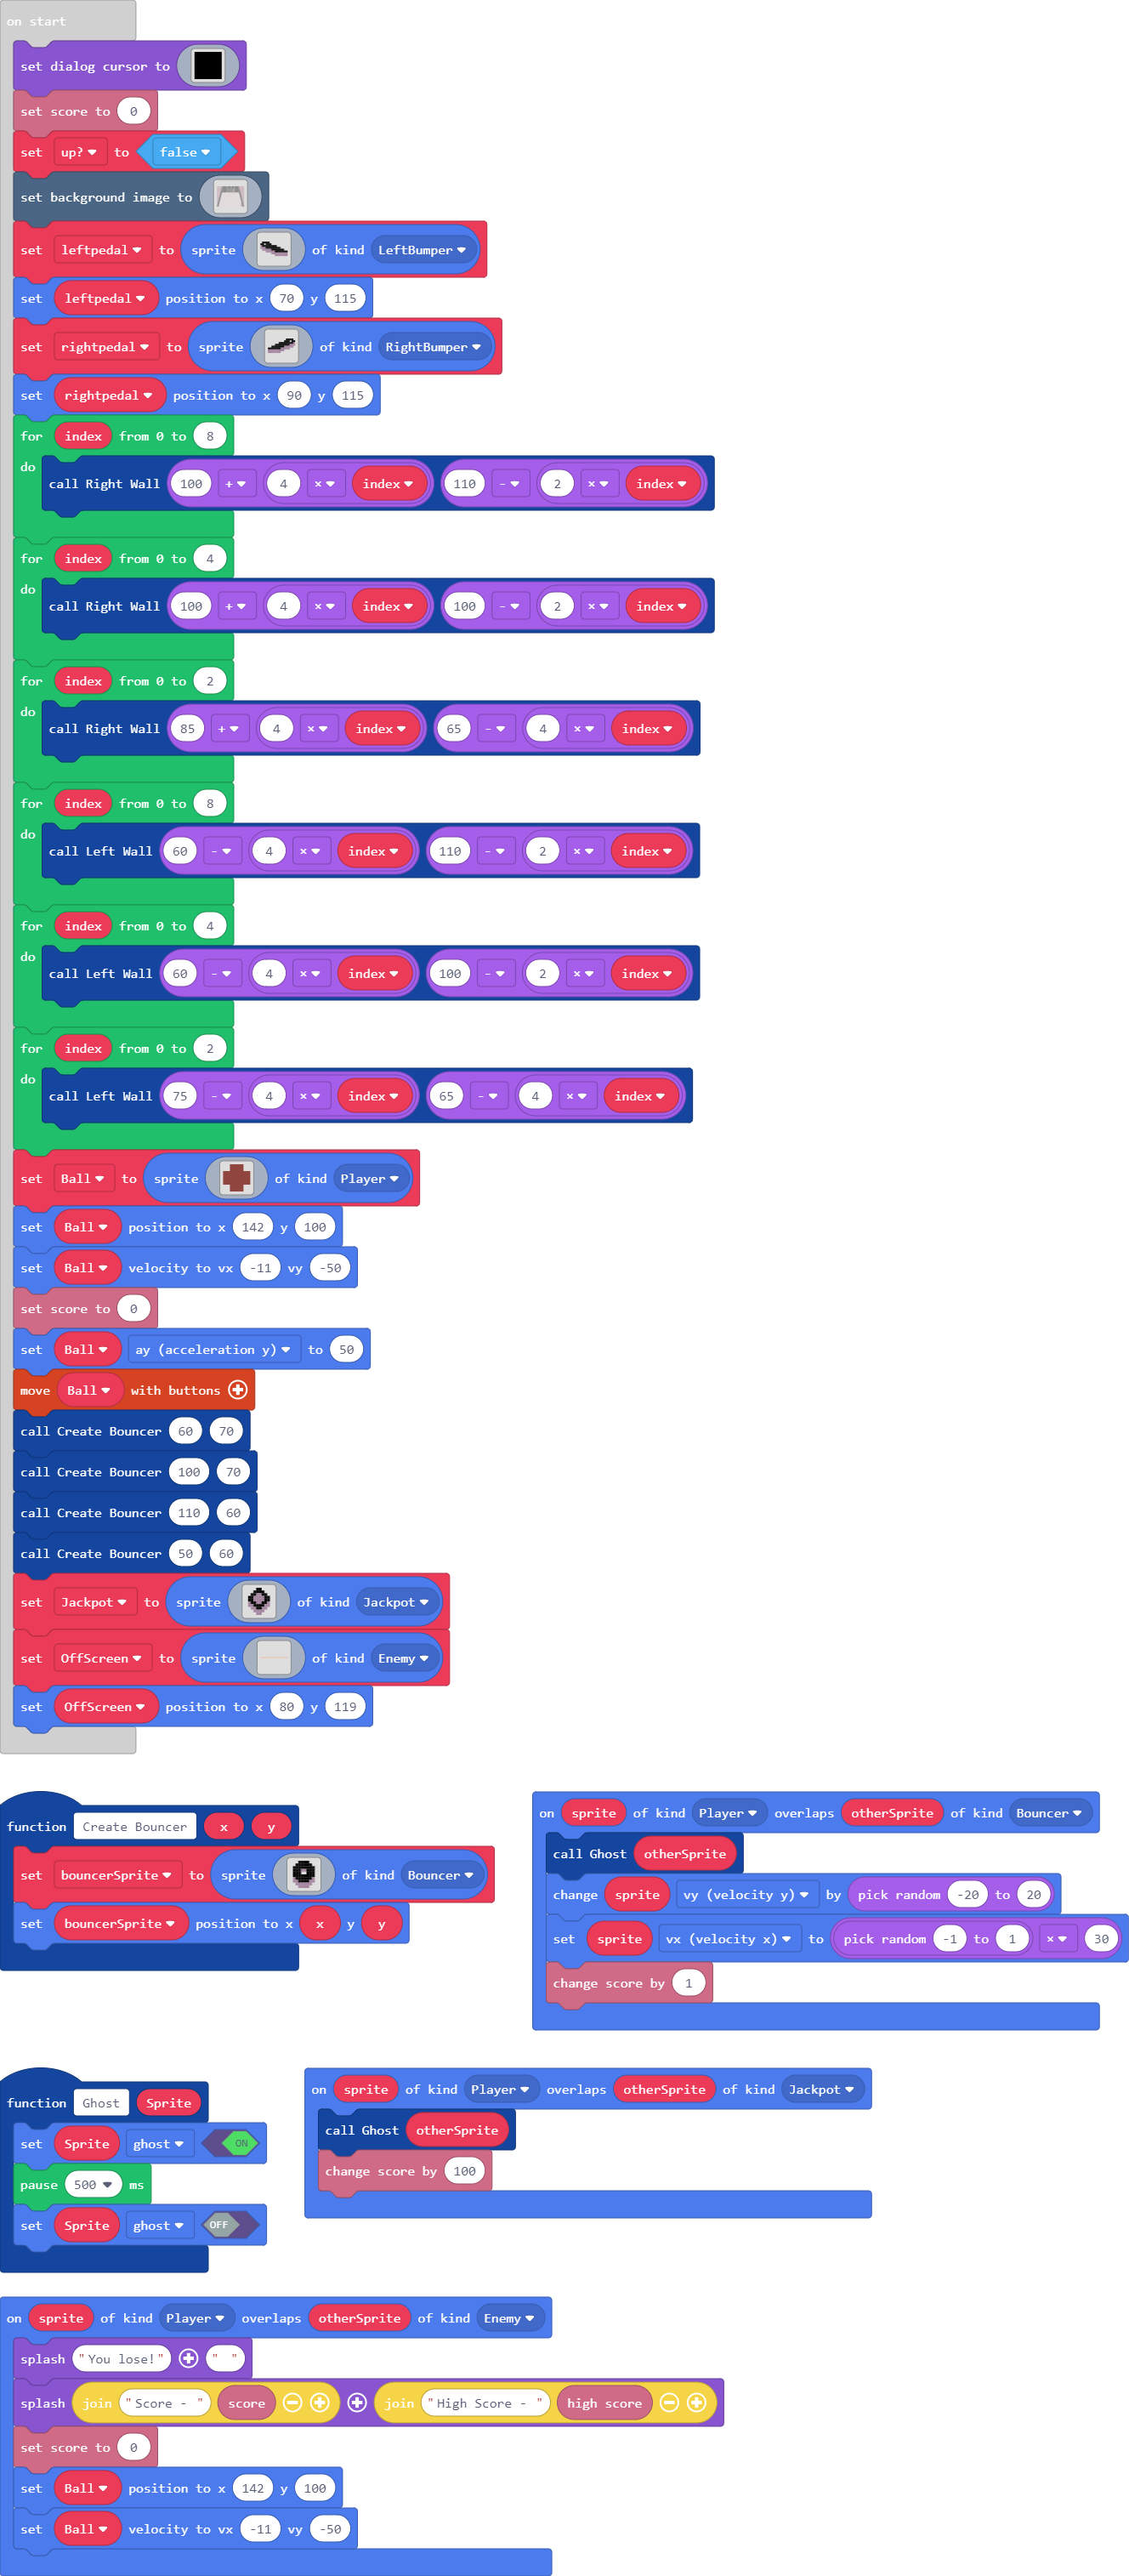 on start
set dialog cursor to
set score to 0
set up? to false
set background image to
set leftpedal to sprite of kind LeftBumper
set leftpedal position to x 70 y 115
set rightpedal to sprite of kind RightBumper
set rightpedal position to x 90 y 115
for index from 0 to 8
do
call Right Wall 100 + 4 × index 110 - 2 × index
for index from 0 to 4
do
call Right Wall 100 + 4 × index 100 - 2 × index
for index from 0 to 2
do
call Right Wall 85 + 4 × index 65 - 4 × index
for index from 0 to 8
do
call Left Wall 60 - 4 × index 110 - 2 × index
for index from 0 to 4
do
call Left Wall 60 - 4 × index 100 - 2 × index
for index from 0 to 2
do
call Left Wall 75 - 4 × index 65 - 4 × index
set Ball to sprite of kind Player
set Ball position to x 142 y 100
set Ball velocity to vx -11 vy -50
set score to 0
set Ball ay (acceleration y) to 50
move Ball with buttons
call Create Bouncer 60 70
call Create Bouncer 100 70
call Create Bouncer 110 60
call Create Bouncer 50 60
set Jackpot to sprite of kind Jackpot
set OffScreen to sprite of kind Enemy
set OffScreen position to x 80 y 119
function Create Bouncer x y
set bouncerSprite to sprite of kind Bouncer
set bouncerSprite position to x x y y
on sprite of kind Player overlaps otherSprite of kind Bouncer
call Ghost otherSprite
change sprite vy (velocity y) by pick random -20 to 20
set sprite vx (velocity x) to pick random -1 to 1 × 30
change score by 1
function Ghost Sprite
set Sprite ghost ON
pause 500 ms
set Sprite ghost OFF
on sprite of kind Player overlaps otherSprite of kind Jackpot
call Ghost otherSprite
change score by 100
on sprite of kind Player overlaps otherSprite of kind Enemy
splash "You lose!" " "
splash join "Score - " score join "High Score - " high score
set score to 0
set Ball position to x 142 y 100
set Ball velocity to vx -11 vy -50